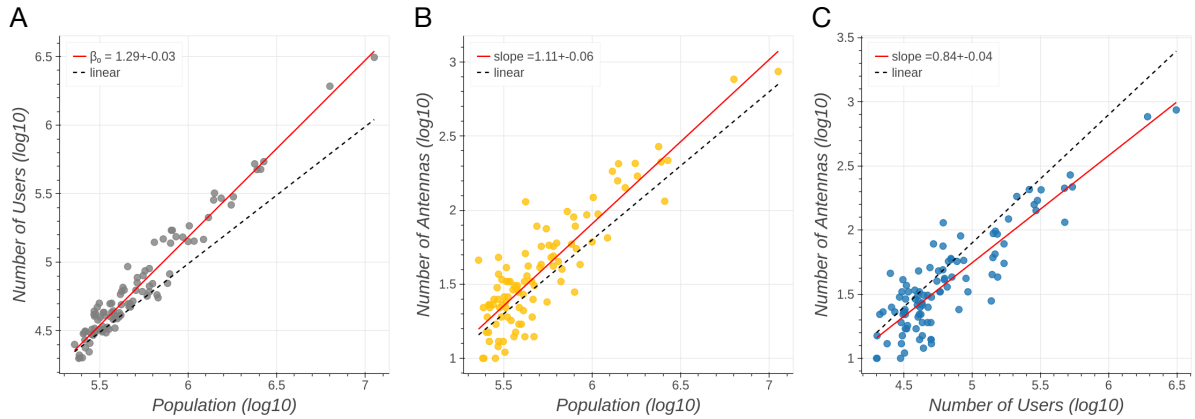 A
β₀ = 1.29+-0.03
linear
6.5
6
5.5
5
4.5
5.5
6
6.5
7
Number of Users (log10)
Population (log10)
B
slope =1.11+-0.06
linear
3
2.5
2
1.5
1
5.5
6
6.5
7
Number of Antennas (log10)
Population (log10)
C
slope =0.84+-0.04
linear
3.5
3
2.5
2
1.5
1
4.5
5
5.5
6
6.5
Number of Antennas (log10)
Number of Users (log10)